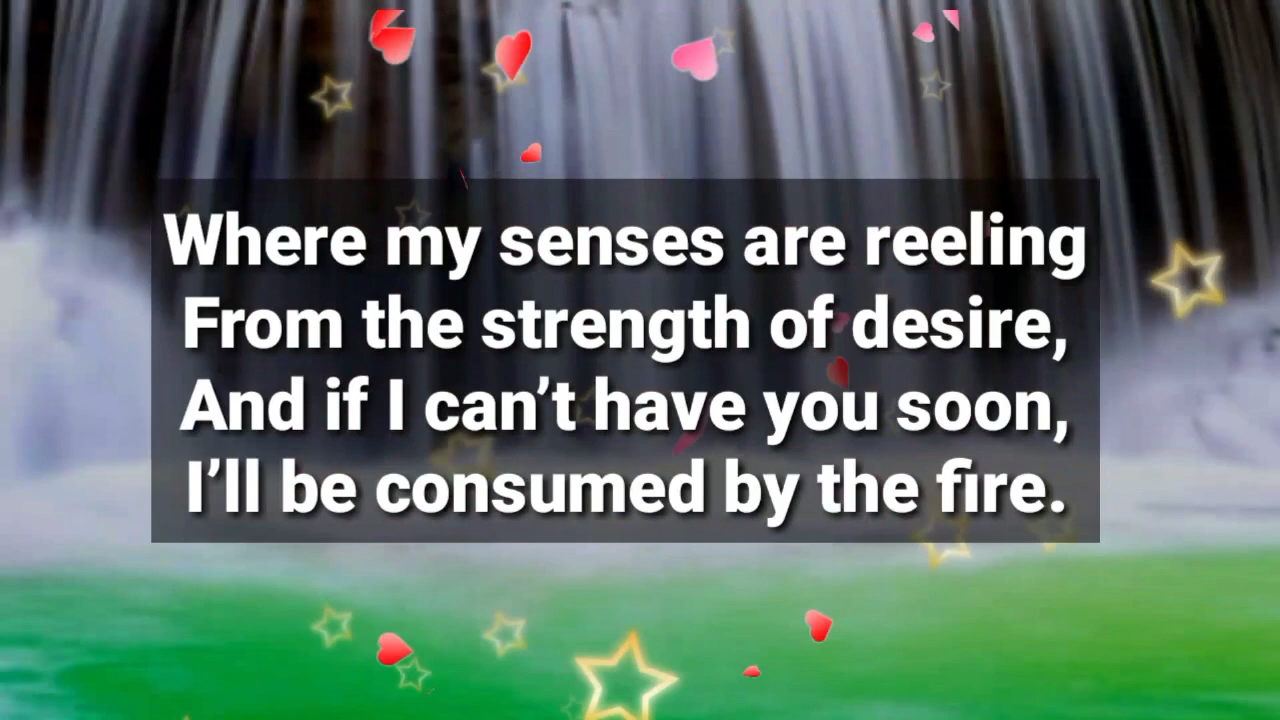 Where my senses are reeling
From the strength of desire,
And if I can’t have you soon,
I’ll be consumed by the fire.